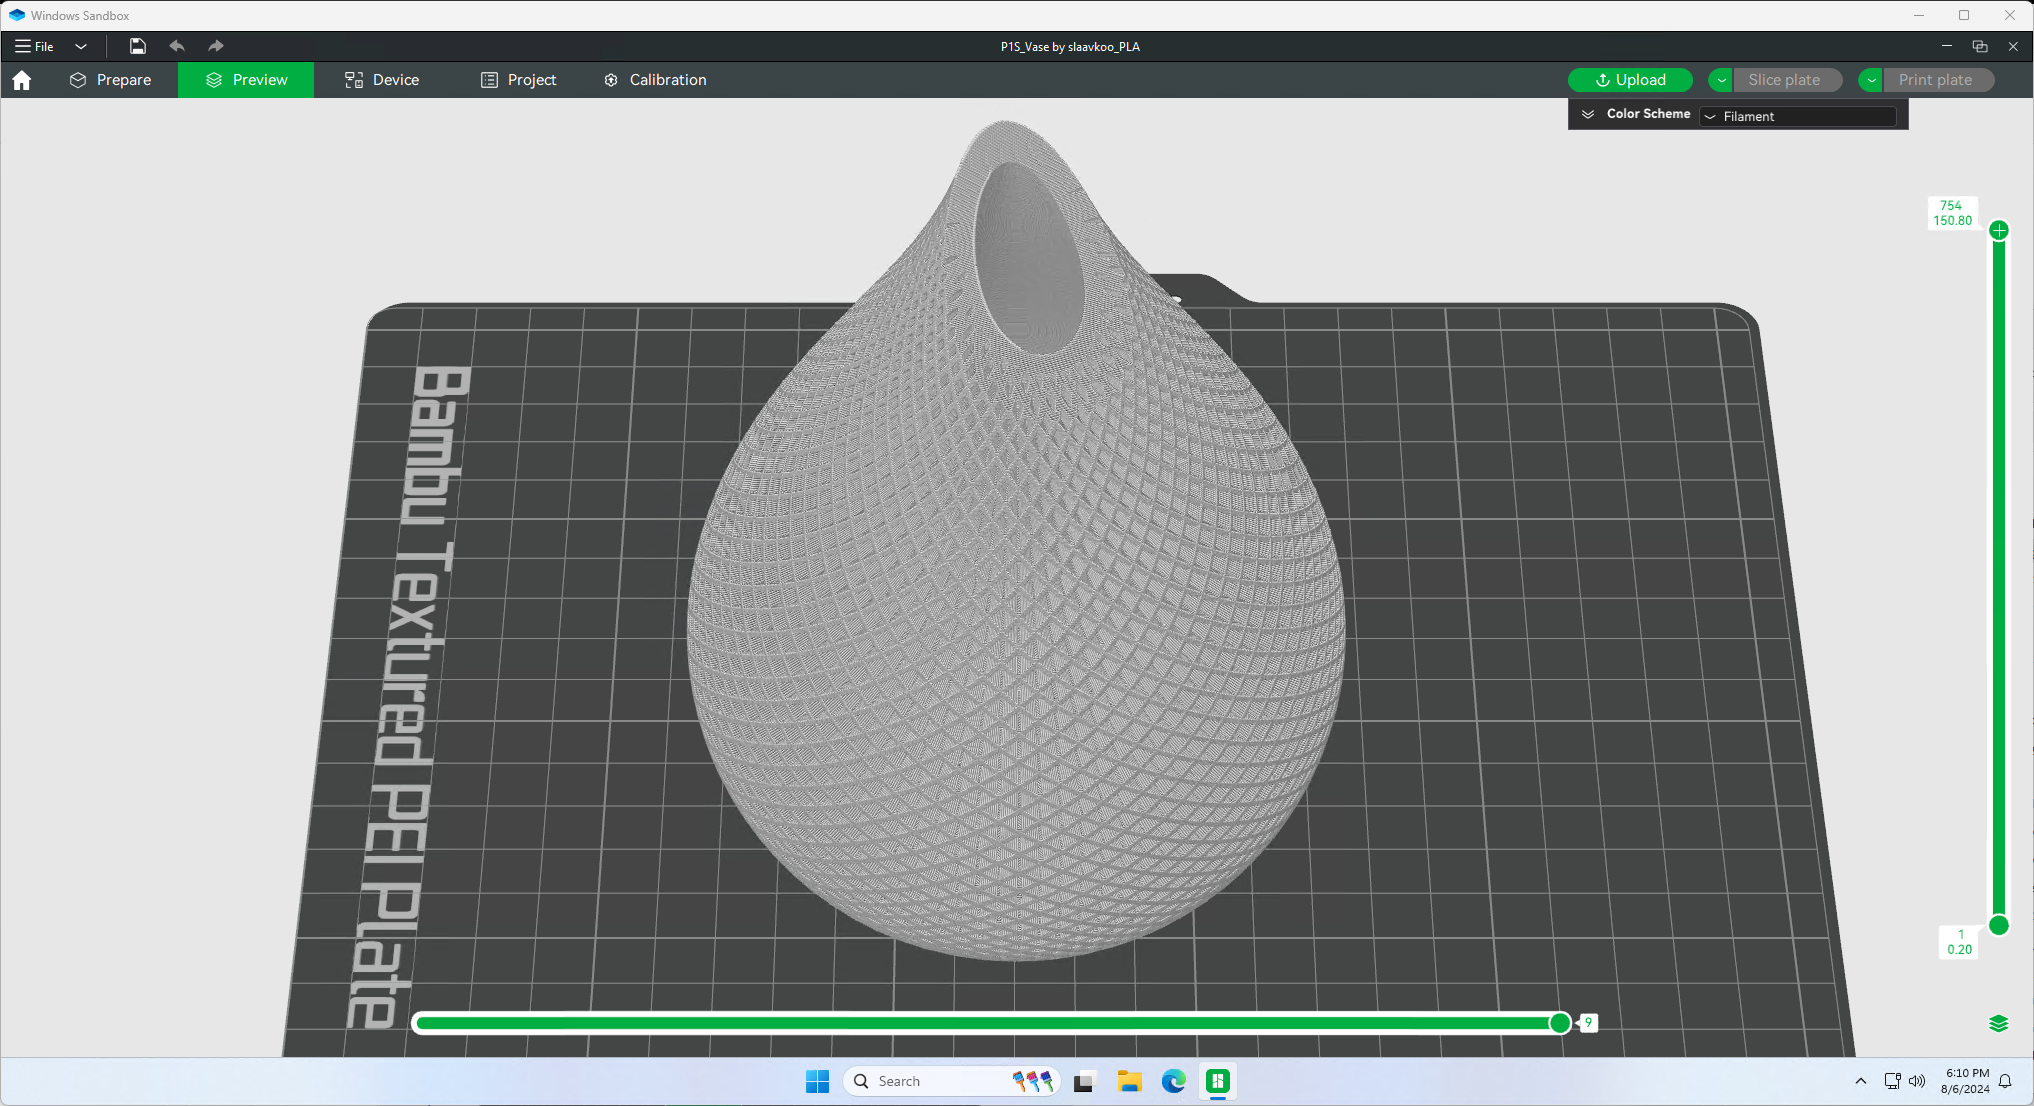 Windows Sandbox
File
P1S_Vase by slaavkoo_PLA
Prepare
Preview
Device
Project
Calibration
Upload
Slice plate
Print plate
Color Scheme
Filament
754
150.80
Bambu Textured PEI Plate
1
0.20
9
Search
6:10 PM
8/6/2024